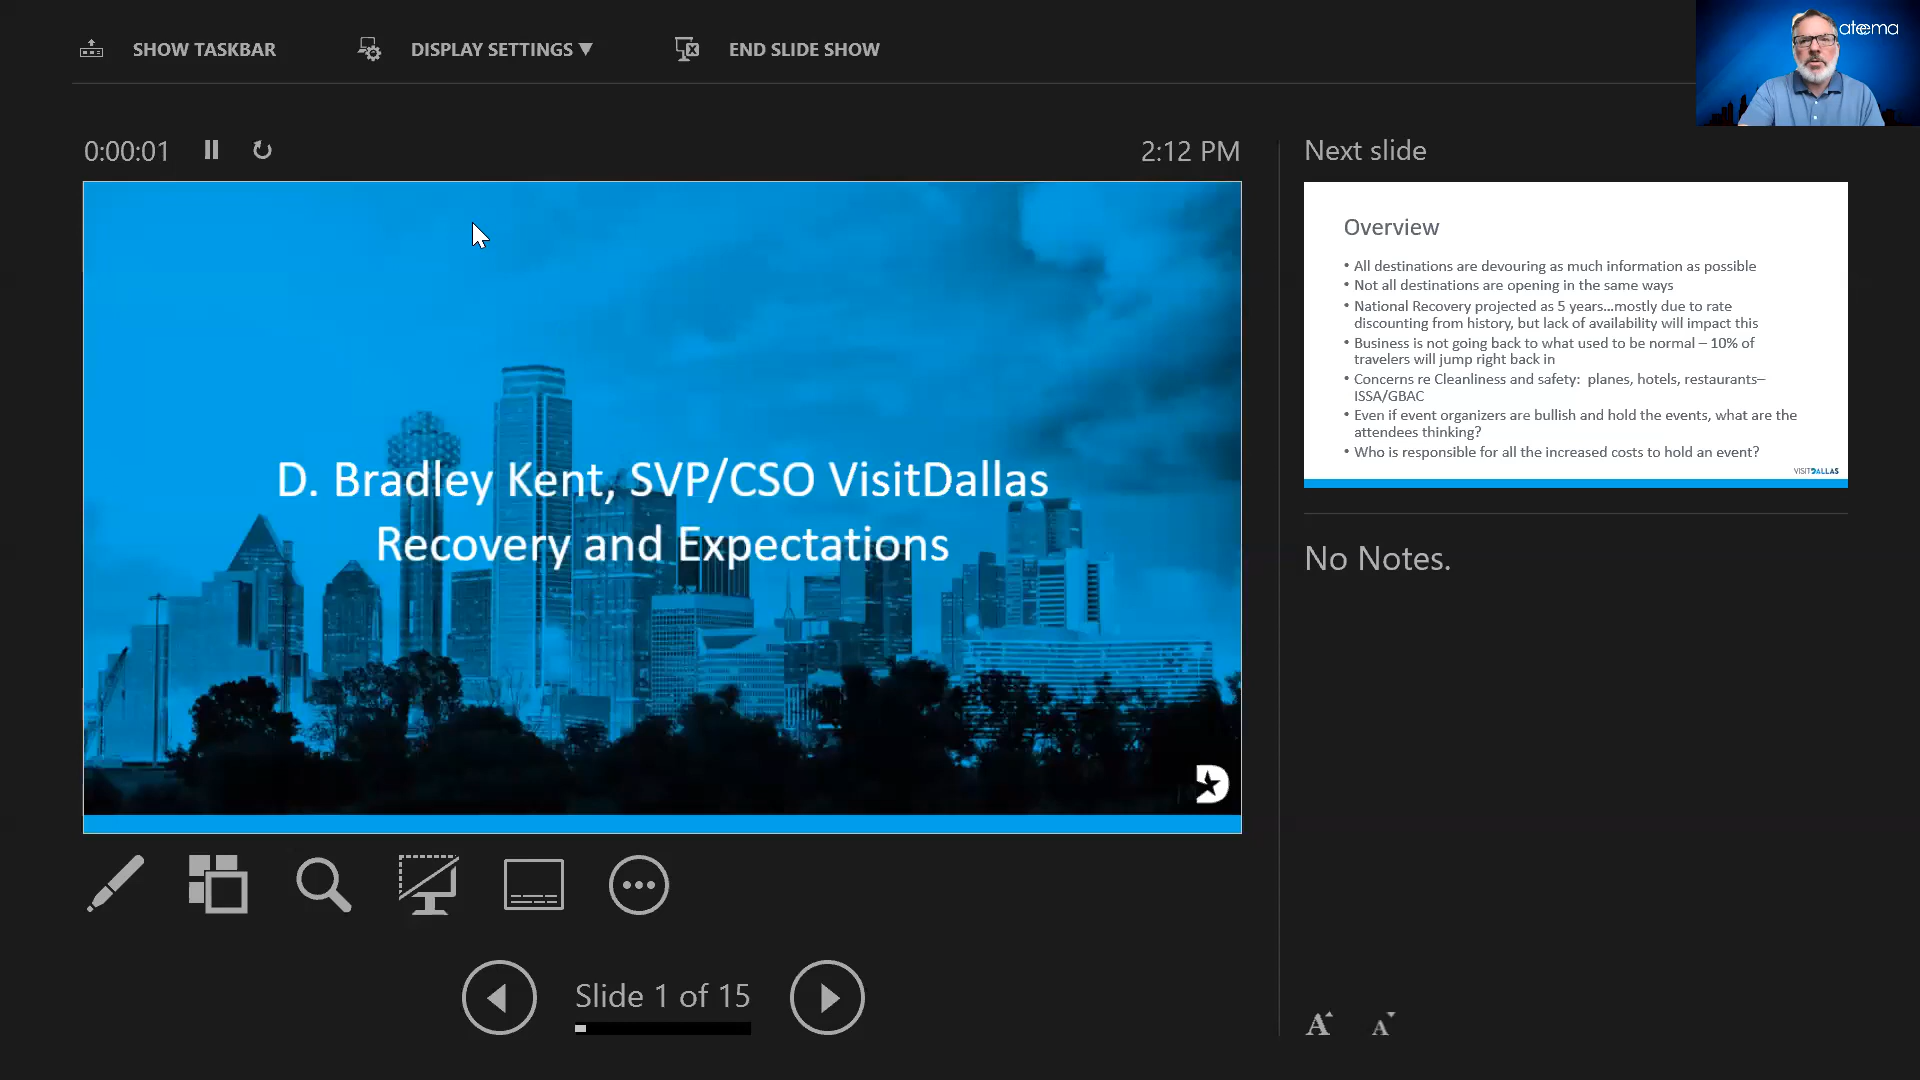 SHOW TASKBAR
DISPLAY SETTINGS ▼
END SLIDE SHOW
ateema
0:00:01
2:12 PM
D. Bradley Kent, SVP/CSO VisitDallas
Recovery and Expectations
Slide 1 of 15
Next slide
Overview
• All destinations are devouring as much information as possible
• Not all destinations are opening in the same ways
• National Recovery projected as 5 years...mostly due to rate
discounting from history, but lack of availability will impact this
• Business is not going back to what used to be normal – 10% of
travelers will jump right back in
• Concerns re Cleanliness and safety: planes, hotels, restaurants–
ISSA/GBAC
• Even if event organizers are bullish and hold the events, what are the
attendees thinking?
• Who is responsible for all the increased costs to hold an event?
VISITDALLAS
No Notes.
A A